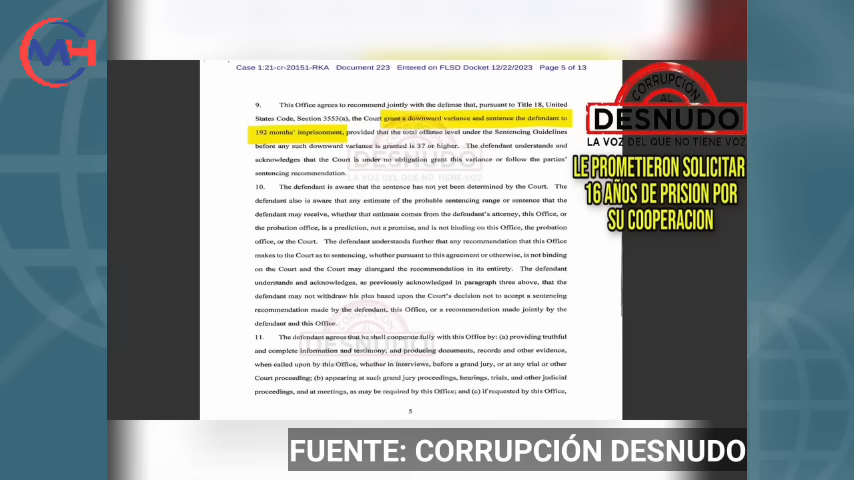 MH
Case 1:21-cr-20151-RKA Document 223 Entered on FLSD Docket 12/22/2023 Page 5 of 13
9. This Office agrees to recommend jointly with the defense that, pursuant to Title 18, United
States Code, Section 3553(a), the Court grant a downward variance and sentence the defendant to
192 months' imprisonment, provided that the total offense level under the Sentencing Guidelines
before any such downward variance is granted is 37 or higher. The defendant understands and
acknowledges that the Court is under no obligation grant this variance or follow the parties'
sentencing recommendation.
10. The defendant is aware that the sentence has not yet been determined by the Court. The
defendant also is aware that any estimate of the probable sentencing range or sentence that the
defendant may receive, whether that estimate comes from the defendant's attorney, this Office, or
the probation office, is a prediction, not a promise, and is not binding on this Office, the probation
office, or the Court. The defendant understands further that any recommendation that this Office
makes to the Court as to sentencing, whether pursuant to this agreement or otherwise, is not binding
on the Court and the Court may disregard the recommendation in its entirety. The defendant
understands and acknowledges, as previously acknowledged in paragraph three above, that the
defendant may not withdraw his plea based upon the Court's decision not to accept a sentencing
recommendation made by the defendant, this Office, or a recommendation made jointly by the
defendant and this Office.
11. The defendant agrees that he shall cooperate fully with this Office by: (a) providing truthful
and complete information and testimony, and producing documents, records and other evidence,
when called upon by this Office, whether in interviews, before a grand jury, or at any trial or other
Court proceeding; (b) appearing at such grand jury proceedings, hearings, trials, and other judicial
proceedings, and at meetings, as may be required by this Office; and (c) if requested by this Office,
5
CORRUPCIÓN
AL
DESNUDO
LA VOZ DEL QUE NO TIENE VOZ
LE PROMETIERON SOLICITAR
16 AÑOS DE PRISION POR
SU COOPERACION
DESNUDO
LA VOZ DEL QUE NO TIENE VOZ
DESNUDO
FUENTE: CORRUPCIÓN DESNUDO